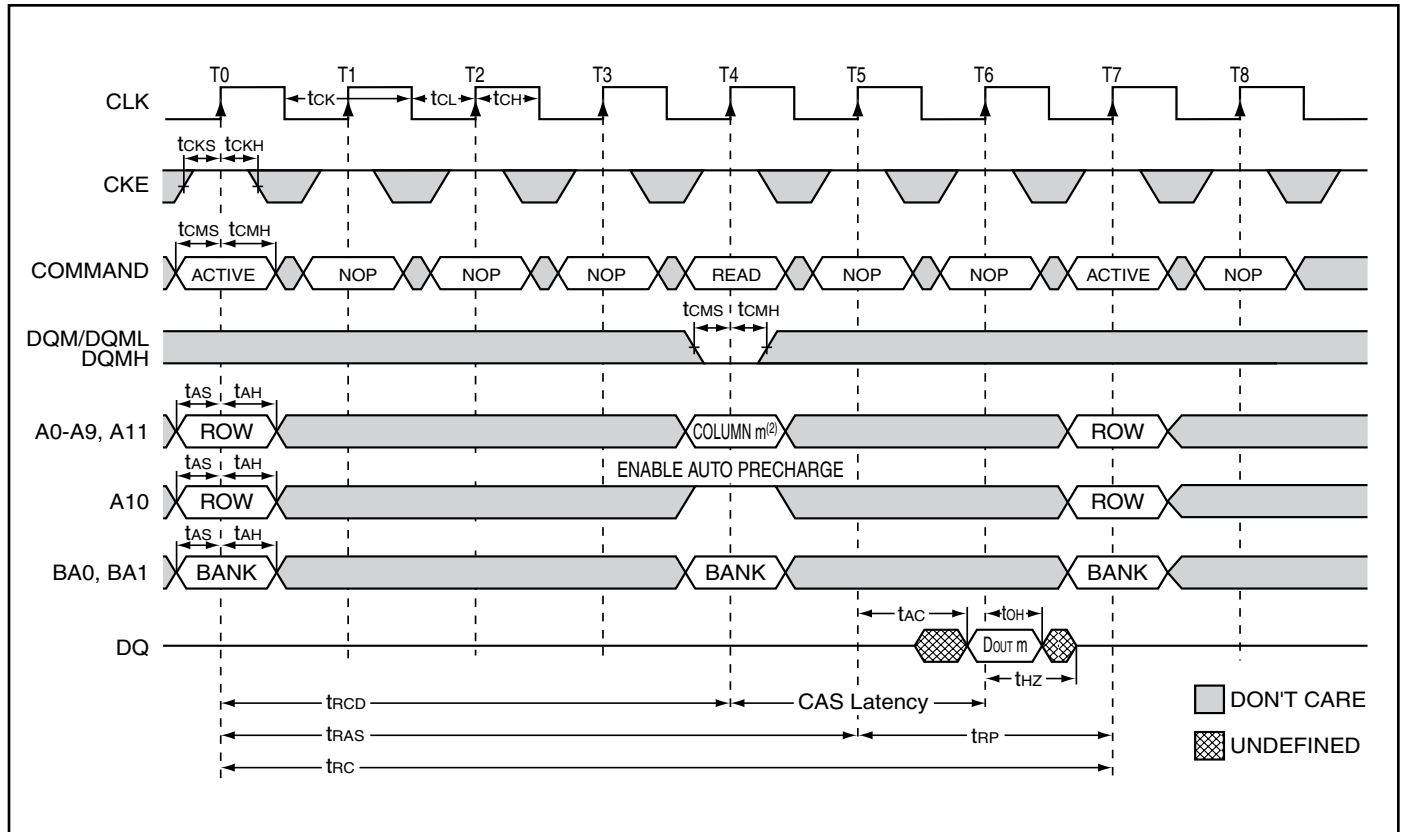 T0 T1 T2 T3 T4 T5 T6 T7 T8
CLK tCK tCL tCH
tCKS tCKH
CKE
tCMS tCMH
COMMAND ACTIVE NOP NOP NOP READ NOP NOP ACTIVE NOP
tCMS tCMH
DQM/DQML
DQMH
tAS tAH
A0-A9, A11 ROW COLUMN m(2) ROW
tAS tAH ENABLE AUTO PRECHARGE
A10 ROW ROW
tAS tAH
BA0, BA1 BANK BANK BANK
tAC tOH
DQ DOUT m
tHZ
tRCD CAS Latency DON'T CARE
tRAS tRP UNDEFINED
tRC